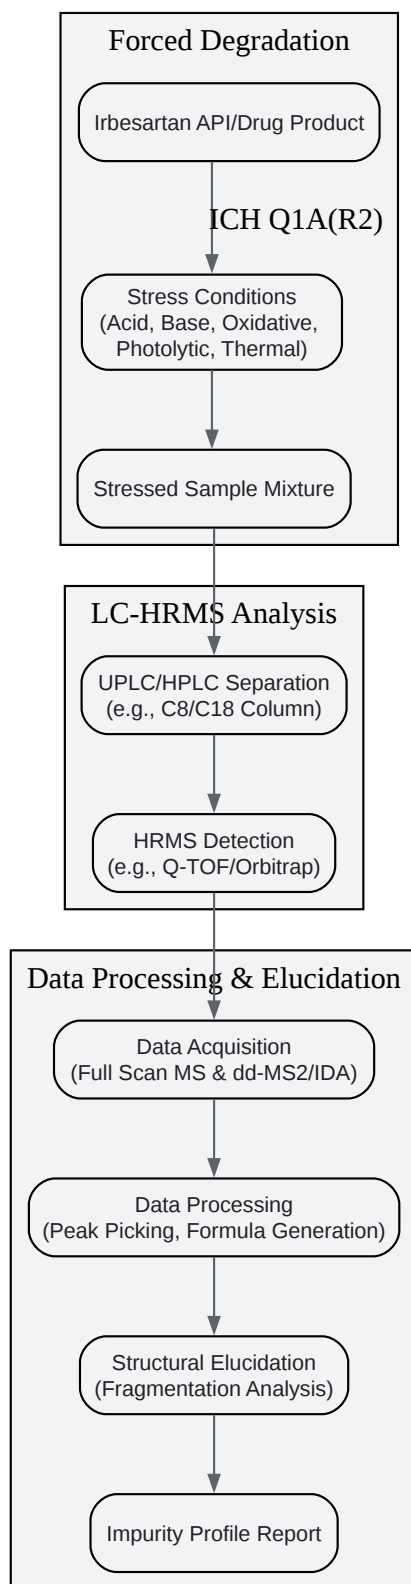 Forced Degradation
Irbesartan API/Drug Product
ICH Q1A(R2)
Stress Conditions
(Acid, Base, Oxidative,
Photolytic, Thermal)
Stressed Sample Mixture
LC-HRMS Analysis
UPLC/HPLC Separation
(e.g., C8/C18 Column)
HRMS Detection
(e.g., Q-TOF/Orbitrap)
Data Processing & Elucidation
Data Acquisition
(Full Scan MS & dd-MS2/IDA)
Data Processing
(Peak Picking, Formula Generation)
Structural Elucidation
(Fragmentation Analysis)
Impurity Profile Report